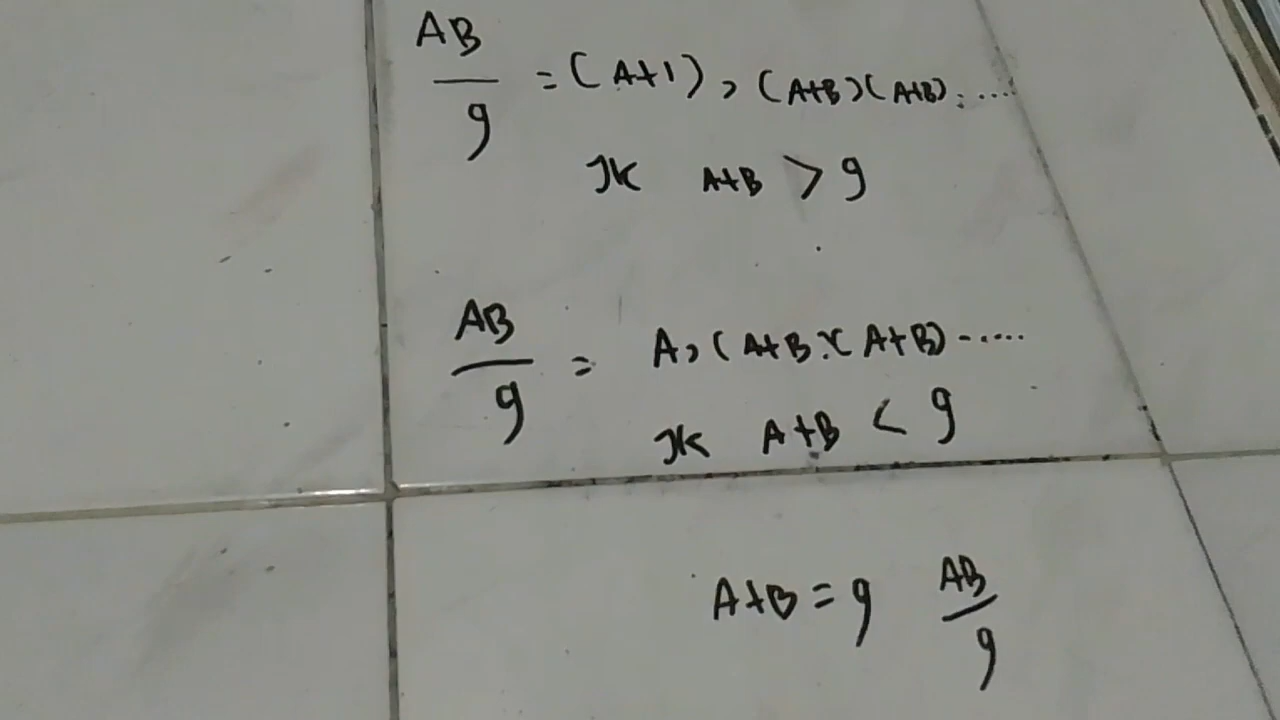 AB
— = (A+1), (A+B)(A+B).....
9
JK A+B > 9
AB
— = A,(A+B)(A+B).....
9
JK A+B < 9
A+B = 9 AB
—
9